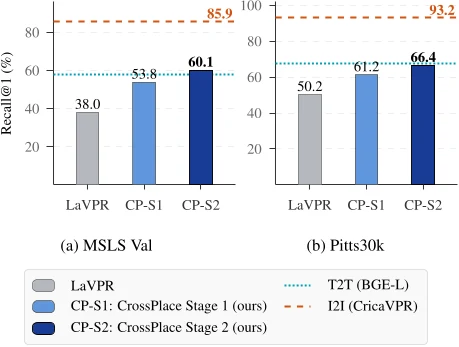 85.9
93.2
Recall@1 (%)
100
80
60
40
20
80
60
40
20
38.0
53.8
60.1
50.2
61.2
66.4
LaVPR CP-S1 CP-S2
LaVPR CP-S1 CP-S2
(a) MSLS Val
(b) Pitts30k
LaVPR
CP-S1: CrossPlace Stage 1 (ours)
CP-S2: CrossPlace Stage 2 (ours)
T2T (BGE-L)
I2I (CricaVPR)